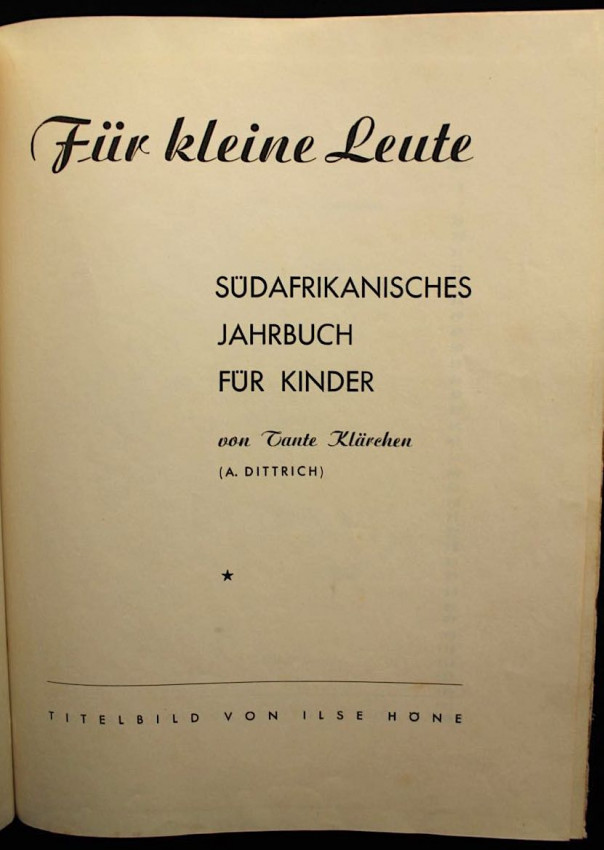 Für kleine Leute
SÜDAFRIKANISCHES
JAHRBUCH
FÜR KINDER
von Tante Klärchen
(A. DITTRICH)
★
TITELBILD VON ILSE HÖNE